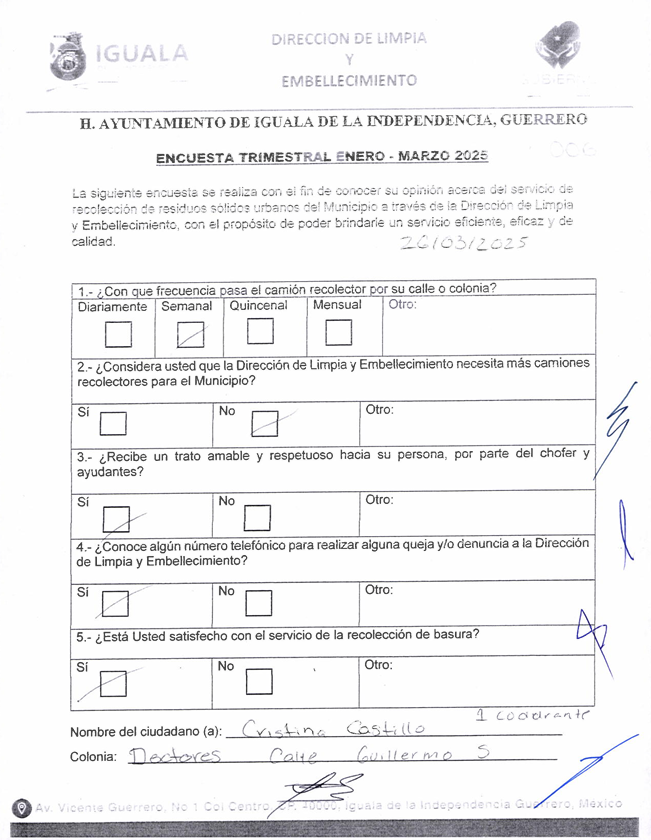 IGUALA
DIRECCION DE LIMPIA
Y
EMBELLECIMIENTO
H. AYUNTAMIENTO DE IGUALA DE LA INDEPENDENCIA, GUERRERO
ENCUESTA TRIMESTRAL ENERO - MARZO 2025
006
La siguiente encuesta se realiza con el fin de conocer su opinión acerca del servicio de
recolección de residuos sólidos urbanos del Municipio a través de la Dirección de Limpia
y Embellecimiento, con el propósito de poder brindarle un servicio eficiente, eficaz y de
calidad.
26/03/2025
1.- ¿Con que frecuencia pasa el camión recolector por su calle o colonia?
Diariamente Semanal Quincenal Mensual Otro:
2.- ¿Considera usted que la Dirección de Limpia y Embellecimiento necesita más camiones
recolectores para el Municipio?
Sí No Otro:
3.- ¿Recibe un trato amable y respetuoso hacia su persona, por parte del chofer y
ayudantes?
Sí No Otro:
4.- ¿Conoce algún número telefónico para realizar alguna queja y/o denuncia a la Dirección
de Limpia y Embellecimiento?
Sí No Otro:
5.- ¿Está Usted satisfecho con el servicio de la recolección de basura?
Sí No Otro:
1 cuadrante
Nombre del ciudadano (a): Cristina Castillo
Colonia: Doctores Calle Guillermo S
Av. Vicente Guerrero, No 1 Col Centro, CP. 40000, Iguala de la Independencia Guerrero, México